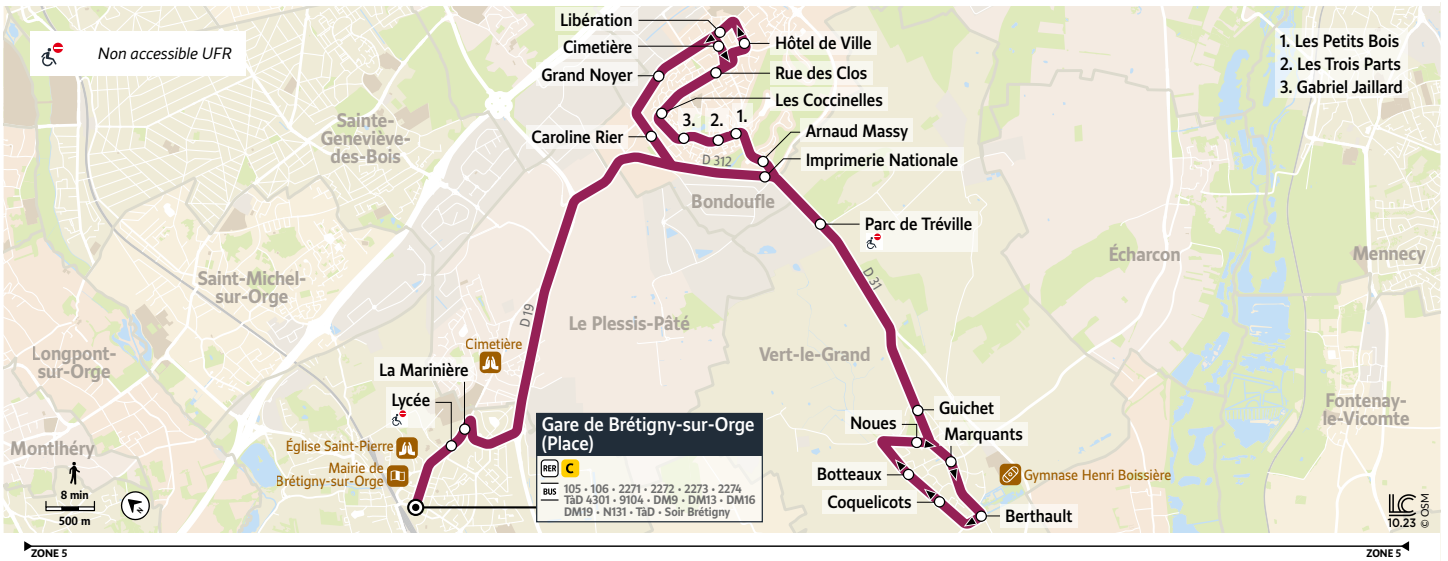 Non accessible UFR
Libération
Cimetière
Hôtel de Ville
Grand Noyer
Rue des Clos
Les Coccinelles
3.
2.
1.
Caroline Rier
Arnaud Massy
D 312
Imprimerie Nationale
1. Les Petits Bois
2. Les Trois Parts
3. Gabriel Jaillard
Sainte-
Geneviève-
des-Bois
Bondoufle
Parc de Tréville
Écharcon
Mennecy
Saint-Michel-
sur-Orge
D 31
D 19
Le Plessis-Pâté
Vert-le-Grand
Longpont-
sur-Orge
Cimetière
La Marinière
Lycée
Fontenay-
le-Vicomte
Guichet
Noues
Marquants
Église Saint-Pierre
Mairie de
Brétigny-sur-Orge
Montlhéry
Gare de Brétigny-sur-Orge
(Place)
RER C
BUS 105 • 106 • 2271 • 2272 • 2273 • 2274
TàD 4301 • 9104 • DM9 • DM13 • DM16
DM19 • N131 • TàD • Soir Brétigny
Botteaux
Gymnase Henri Boissière
Coquelicots
Berthault
8 min
500 m
LC
10.23 © OSM
ZONE 5
ZONE 5